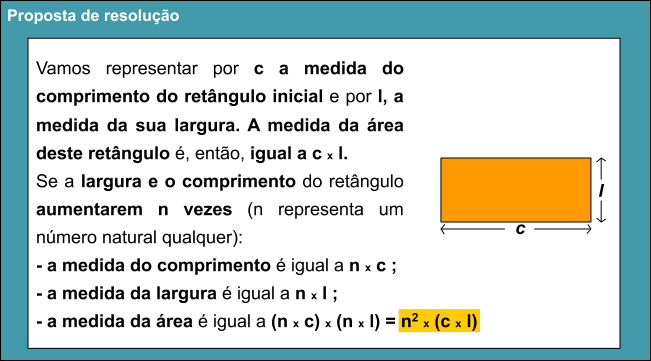 Proposta de resolução
Vamos representar por c a medida do
comprimento do retângulo inicial e por l, a
medida da sua largura. A medida da área
deste retângulo é, então, igual a c x l.
Se a largura e o comprimento do retângulo
aumentarem n vezes (n representa um
número natural qualquer):
- a medida do comprimento é igual a n x c ;
- a medida da largura é igual a n x l ;
- a medida da área é igual a (n x c) x (n x l) = n² x (c x l)
l
c